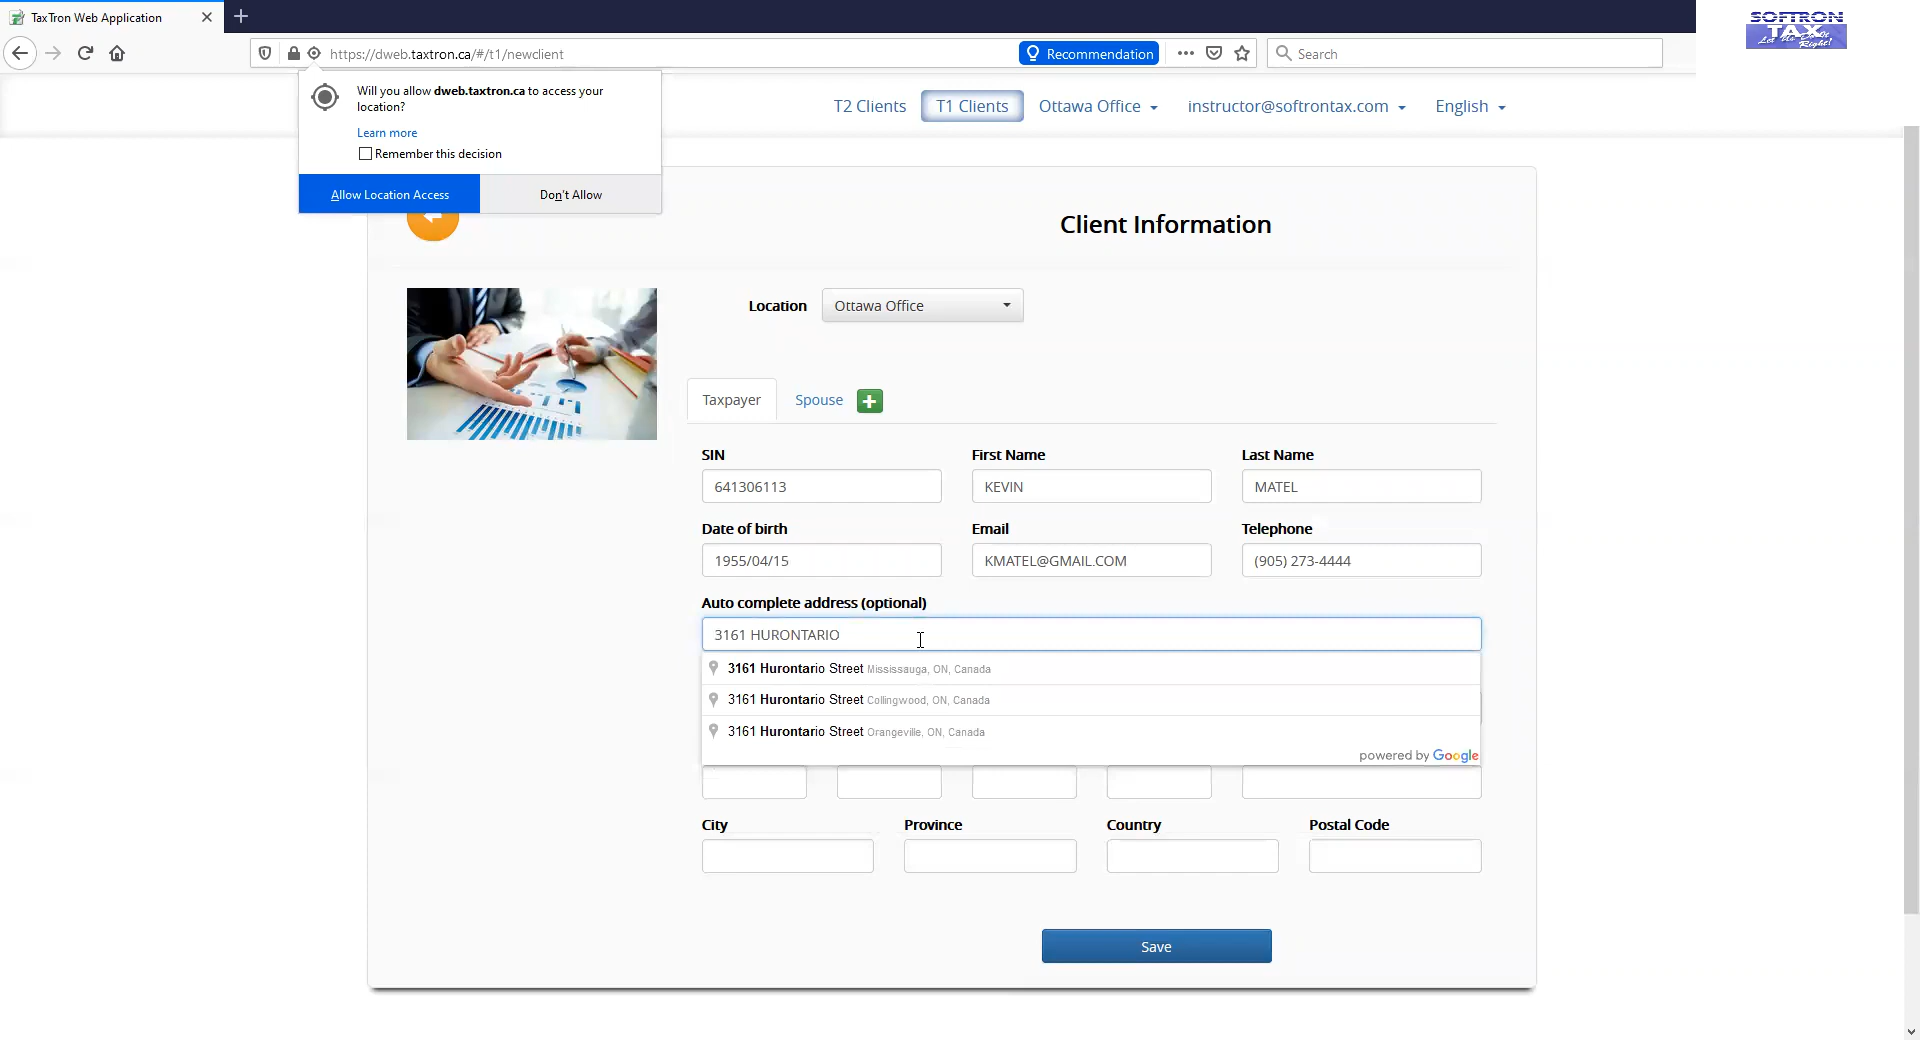 TaxTron Web Application
SOFTRON
TAX
Let Us Do It
Right!
https://dweb.taxtron.ca/#/t1/newclient
Recommendation
Search
Will you allow dweb.taxtron.ca to access your
location?
Learn more
Remember this decision
Allow Location Access
Don't Allow
T2 Clients
T1 Clients
Ottawa Office
instructor@softrontax.com
English
Client Information
Location
Ottawa Office
Taxpayer
Spouse
SIN
First Name
Last Name
641306113
KEVIN
MATEL
Date of birth
Email
Telephone
1955/04/15
KMATEL@GMAIL.COM
(905) 273-4444
Auto complete address (optional)
3161 HURONTARIO
3161 Hurontario Street Mississauga, ON, Canada
3161 Hurontario Street Collingwood, ON, Canada
3161 Hurontario Street Orangeville, ON, Canada
powered by Google
City
Province
Country
Postal Code
Save